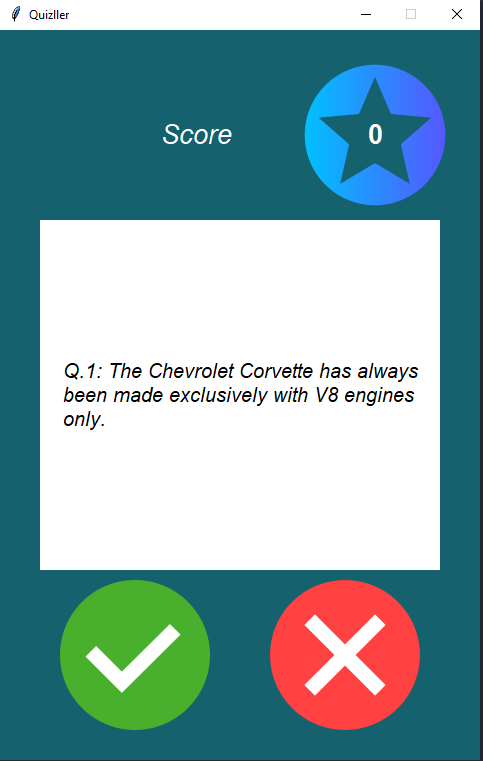 Quizller
Score
0
Q.1: The Chevrolet Corvette has always
been made exclusively with V8 engines
only.